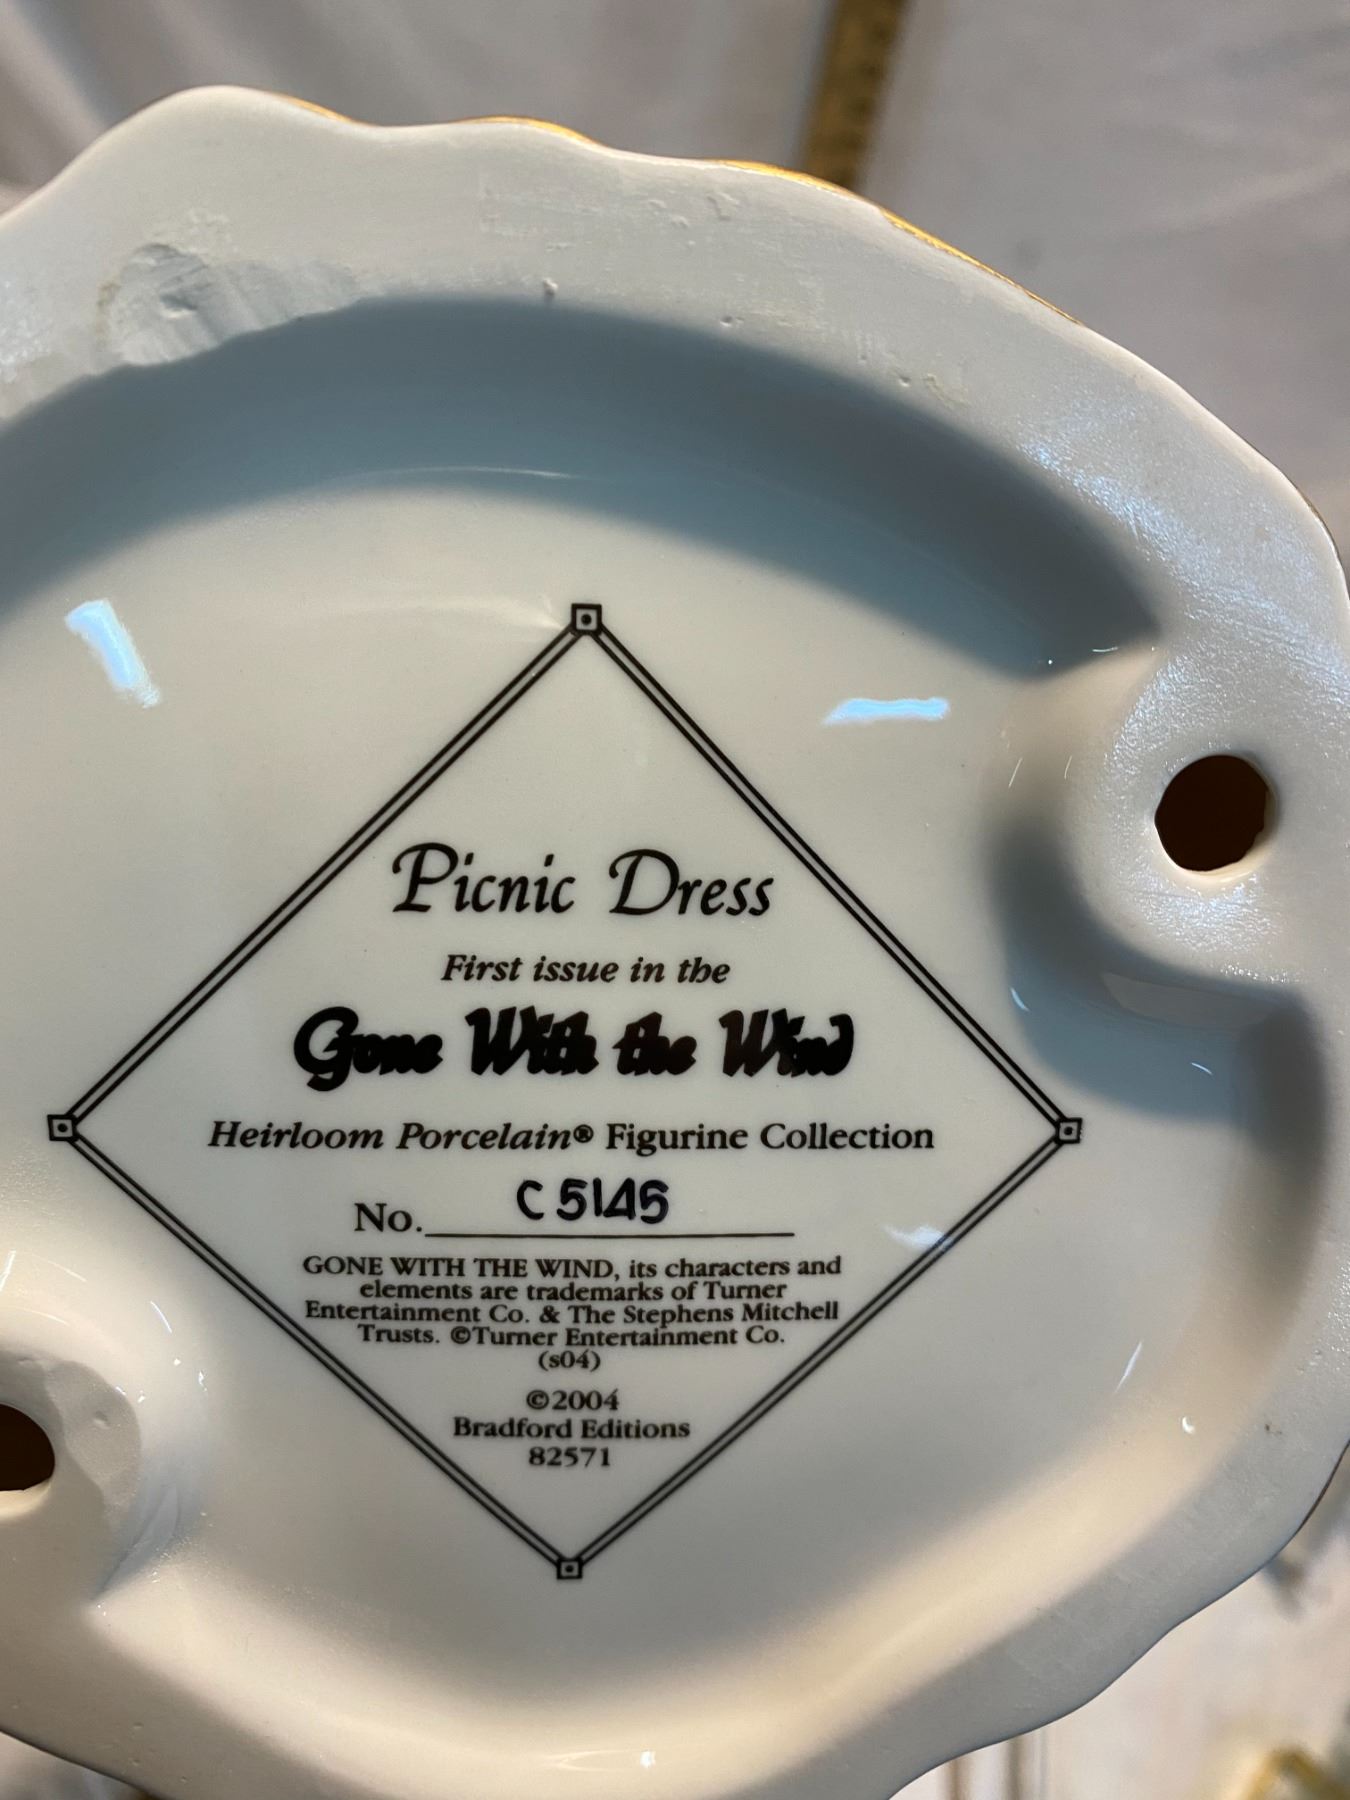 Picnic Dress
First issue in the
Gone With the Wind
Heirloom Porcelain® Figurine Collection
No. C5145
GONE WITH THE WIND, its characters and
elements are trademarks of Turner
Entertainment Co. & The Stephens Mitchell
Trusts. ©Turner Entertainment Co.
(s04)
©2004
Bradford Editions
82571